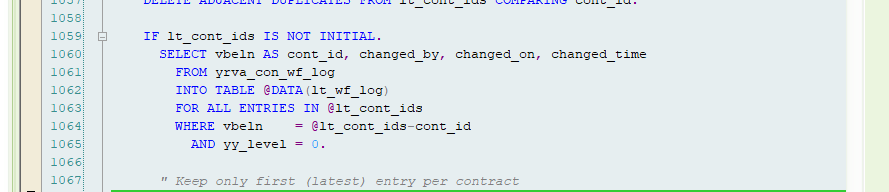 1057 DELETE ADJACENT DUPLICATES FROM lt_cont_ids COMPARING cont_id.
1058
1059 IF lt_cont_ids IS NOT INITIAL.
1060 SELECT vbeln AS cont_id, changed_by, changed_on, changed_time
1061 FROM yrva_con_wf_log
1062 INTO TABLE @DATA(lt_wf_log)
1063 FOR ALL ENTRIES IN @lt_cont_ids
1064 WHERE vbeln    = @lt_cont_ids-cont_id
1065 AND yy_level = 0.
1066
1067 " Keep only first (latest) entry per contract